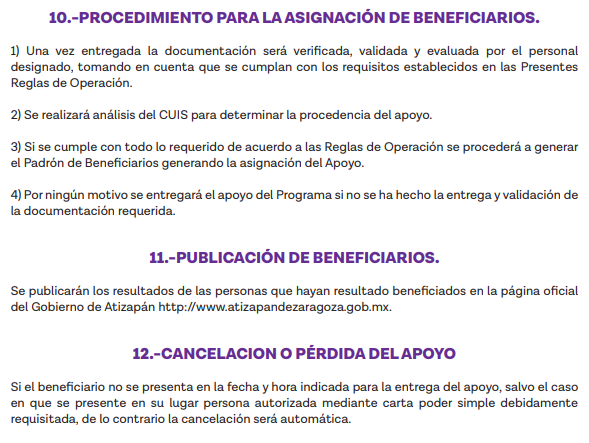 10.-PROCEDIMIENTO PARA LA ASIGNACIÓN DE BENEFICIARIOS.
1) Una vez entregada la documentación será verificada, validada y evaluada por el personal
designado, tomando en cuenta que se cumplan con los requisitos establecidos en las Presentes
Reglas de Operación.
2) Se realizará análisis del CUIS para determinar la procedencia del apoyo.
3) Si se cumple con todo lo requerido de acuerdo a las Reglas de Operación se procederá a generar
el Padrón de Beneficiarios generando la asignación del Apoyo.
4) Por ningún motivo se entregará el apoyo del Programa si no se ha hecho la entrega y validación de
la documentación requerida.
11.-PUBLICACIÓN DE BENEFICIARIOS.
Se publicarán los resultados de las personas que hayan resultado beneficiados en la página oficial
del Gobierno de Atizapán http://www.atizapandezaragoza.gob.mx.
12.-CANCELACION O PÉRDIDA DEL APOYO
Si el beneficiario no se presenta en la fecha y hora indicada para la entrega del apoyo, salvo el caso
en que se presente en su lugar persona autorizada mediante carta poder simple debidamente
requisitada, de lo contrario la cancelación será automática.